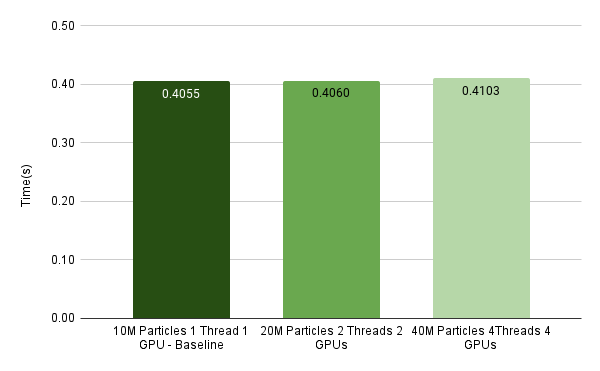 0.50
0.40
0.30
0.20
0.10
0.00
Time(s)
0.4055
0.4060
0.4103
10M Particles 1 Thread 1
GPU - Baseline
20M Particles 2 Threads 2
GPUs
40M Particles 4Threads 4
GPUs